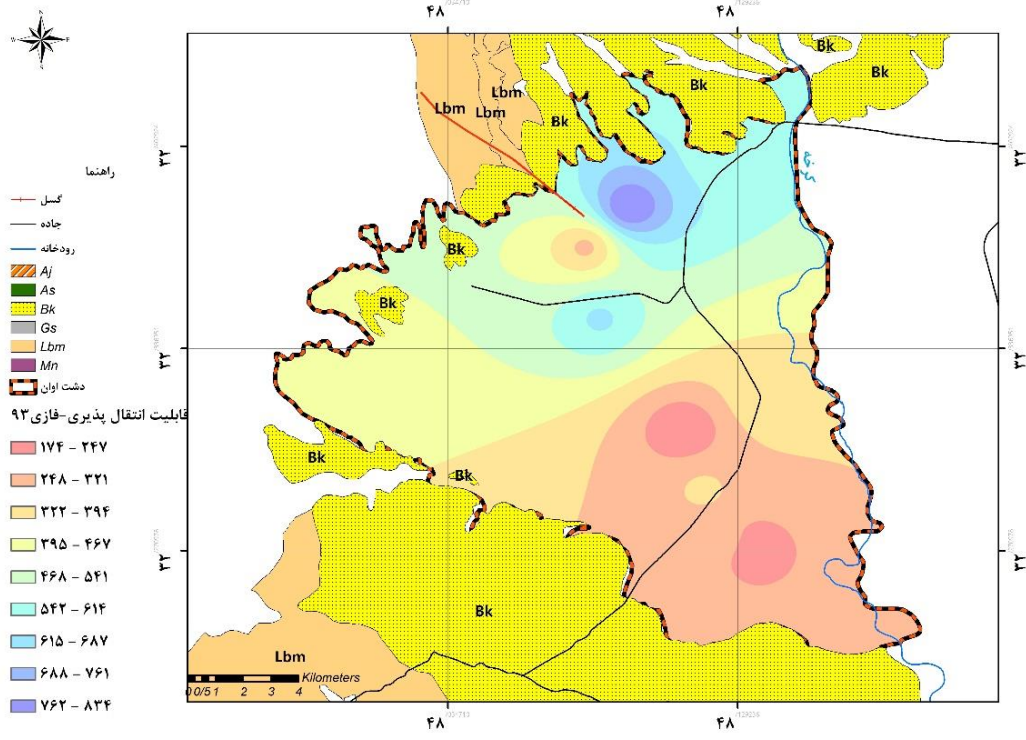 ۴۸ ۴۸
N
W E
S
Bk
Bk
Bk
Lbm
Lbm
Lbm
Bk
۳۲ ۳۲
راهنما
گسل
جاده
رودخانه
Aj
As
Bk
Gs
Lbm
Mn
دشت اوان
قابلیت انتقال پذیری-فازی۹۳
۱۷۴ - ۲۴۷
۲۴۸ - ۳۲۱
۳۲۲ - ۳۹۴
۳۹۵ - ۴۶۷
۴۶۸ - ۵۴۱
۵۴۲ - ۶۱۴
۶۱۵ - ۶۸۷
۶۸۸ - ۷۶۱
۷۶۲ - ۸۳۴
Bk
Bk
۳۲ ۳۲
Bk
Bk
۳۲ ۳۲
Bk
Lbm
Kilometers
0 0/5 1 2 3 4
۴۸ ۴۸